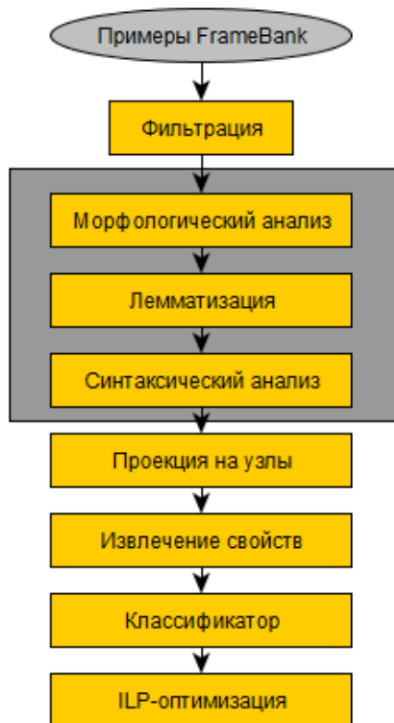 Примеры FrameBank
Фильтрация
Морфологический анализ
Лемматизация
Синтаксический анализ
Проекция на узлы
Извлечение свойств
Классификатор
ILP-оптимизация